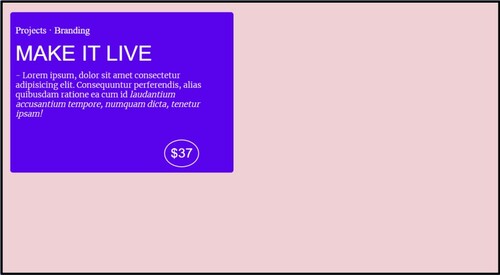 Projects · Branding
MAKE IT LIVE
- Lorem ipsum, dolor sit amet consectetur
adipisicing elit. Consequuntur perferendis, alias
quibusdam ratione ea cum id laudantium
accusantium tempore, numquam dicta, tenetur
ipsam!
$37